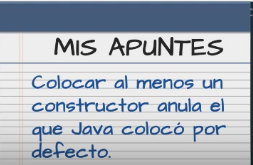 MIS APUNTES
Colocar al menos un
constructor anula el
que Java colocó por
defecto.